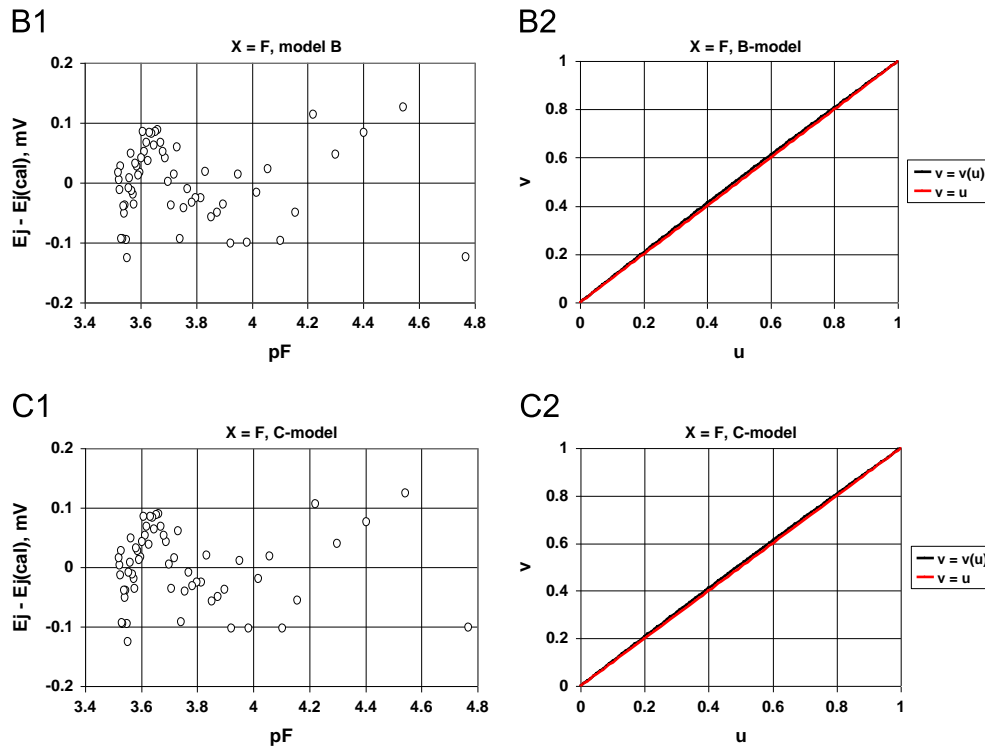 B1
X = F, model B
Ej - Ej(cal), mV
0.2
0.1
0
-0.1
-0.2
3.4 3.6 3.8 4 4.2 4.4 4.6 4.8
pF
B2
X = F, B-model
v
1
0.8
0.6
0.4
0.2
0
0 0.2 0.4 0.6 0.8 1
u
v = v(u)
v = u
C1
X = F, C-model
Ej - Ej(cal), mV
0.2
0.1
0
-0.1
-0.2
3.4 3.6 3.8 4 4.2 4.4 4.6 4.8
pF
C2
X = F, C-model
v
1
0.8
0.6
0.4
0.2
0
0 0.2 0.4 0.6 0.8 1
u
v = v(u)
v = u